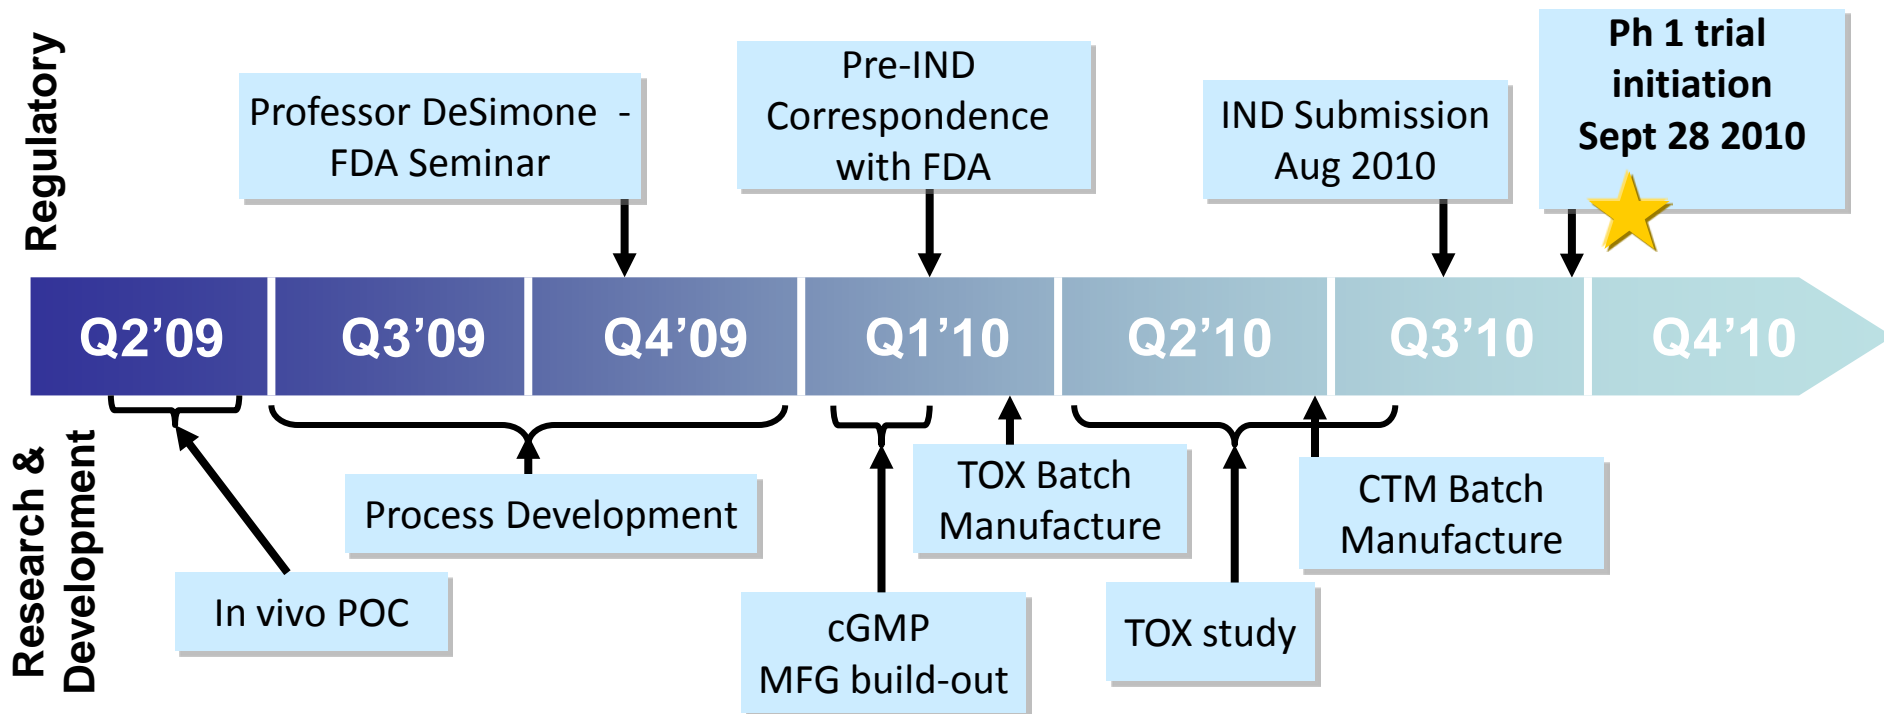 Regulatory
Professor DeSimone -
FDA Seminar
Pre-IND
Correspondence
with FDA
IND Submission
Aug 2010
Ph 1 trial
initiation
Sept 28 2010
Q2’09
Q3’09
Q4’09
Q1’10
Q2’10
Q3’10
Q4’10
Research &
Development
In vivo POC
Process Development
cGMP
MFG build-out
TOX Batch
Manufacture
TOX study
CTM Batch
Manufacture